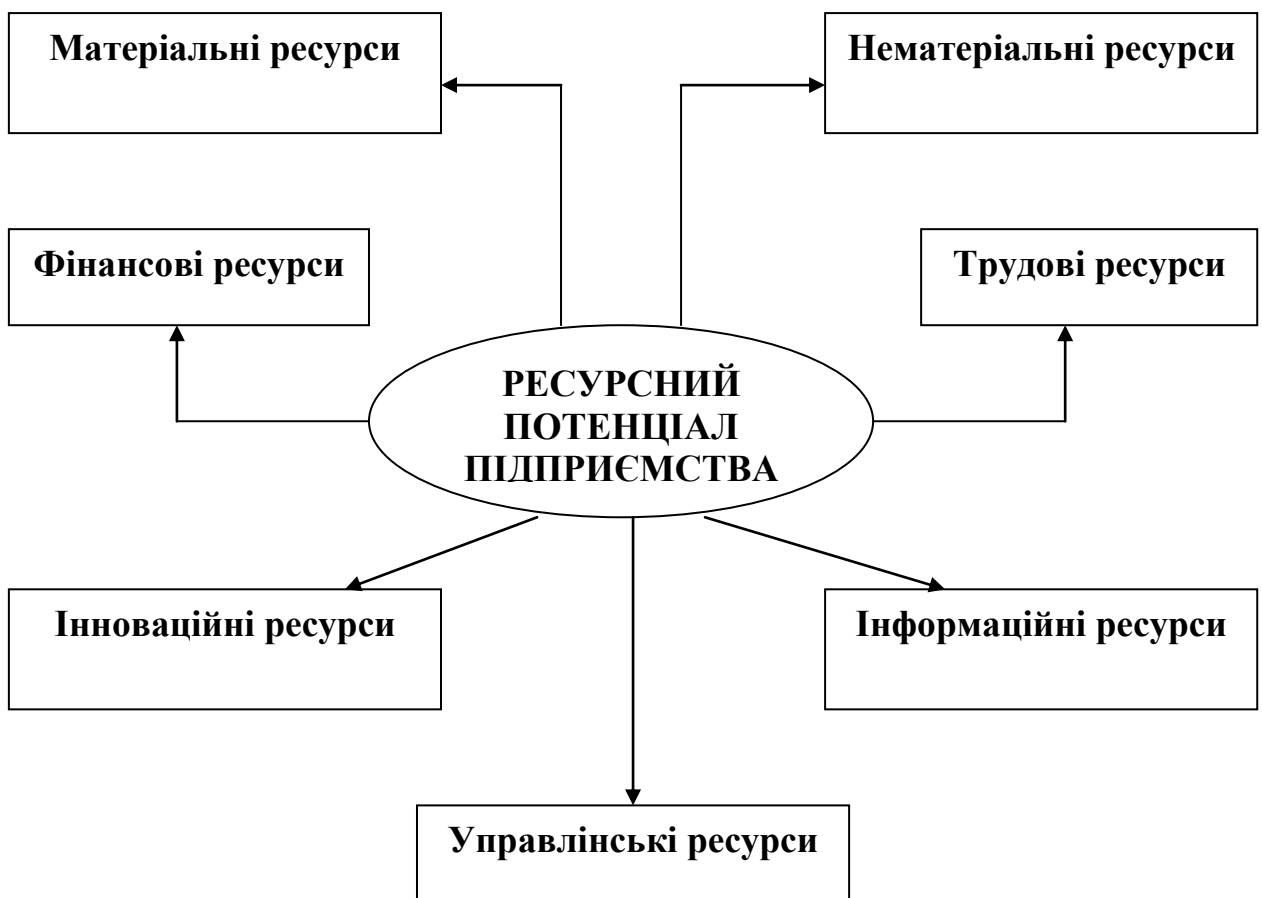 Матеріальні ресурси
Нематеріальні ресурси
Фінансові ресурси
Трудові ресурси
РЕСУРСНИЙ
ПОТЕНЦІАЛ
ПІДПРИЄМСТВА
Інноваційні ресурси
Інформаційні ресурси
Управлінські ресурси